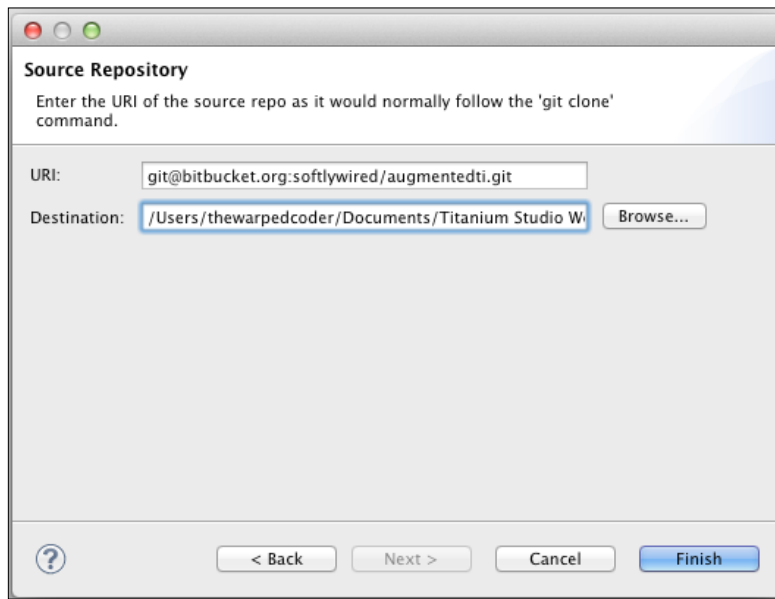 Source Repository
Enter the URI of the source repo as it would normally follow the 'git clone'
command.
URI: git@bitbucket.org:softlywired/augmentedti.git
Destination: /Users/thewarpedcoder/Documents/Titanium Studio Browse...
? < Back Next > Cancel Finish